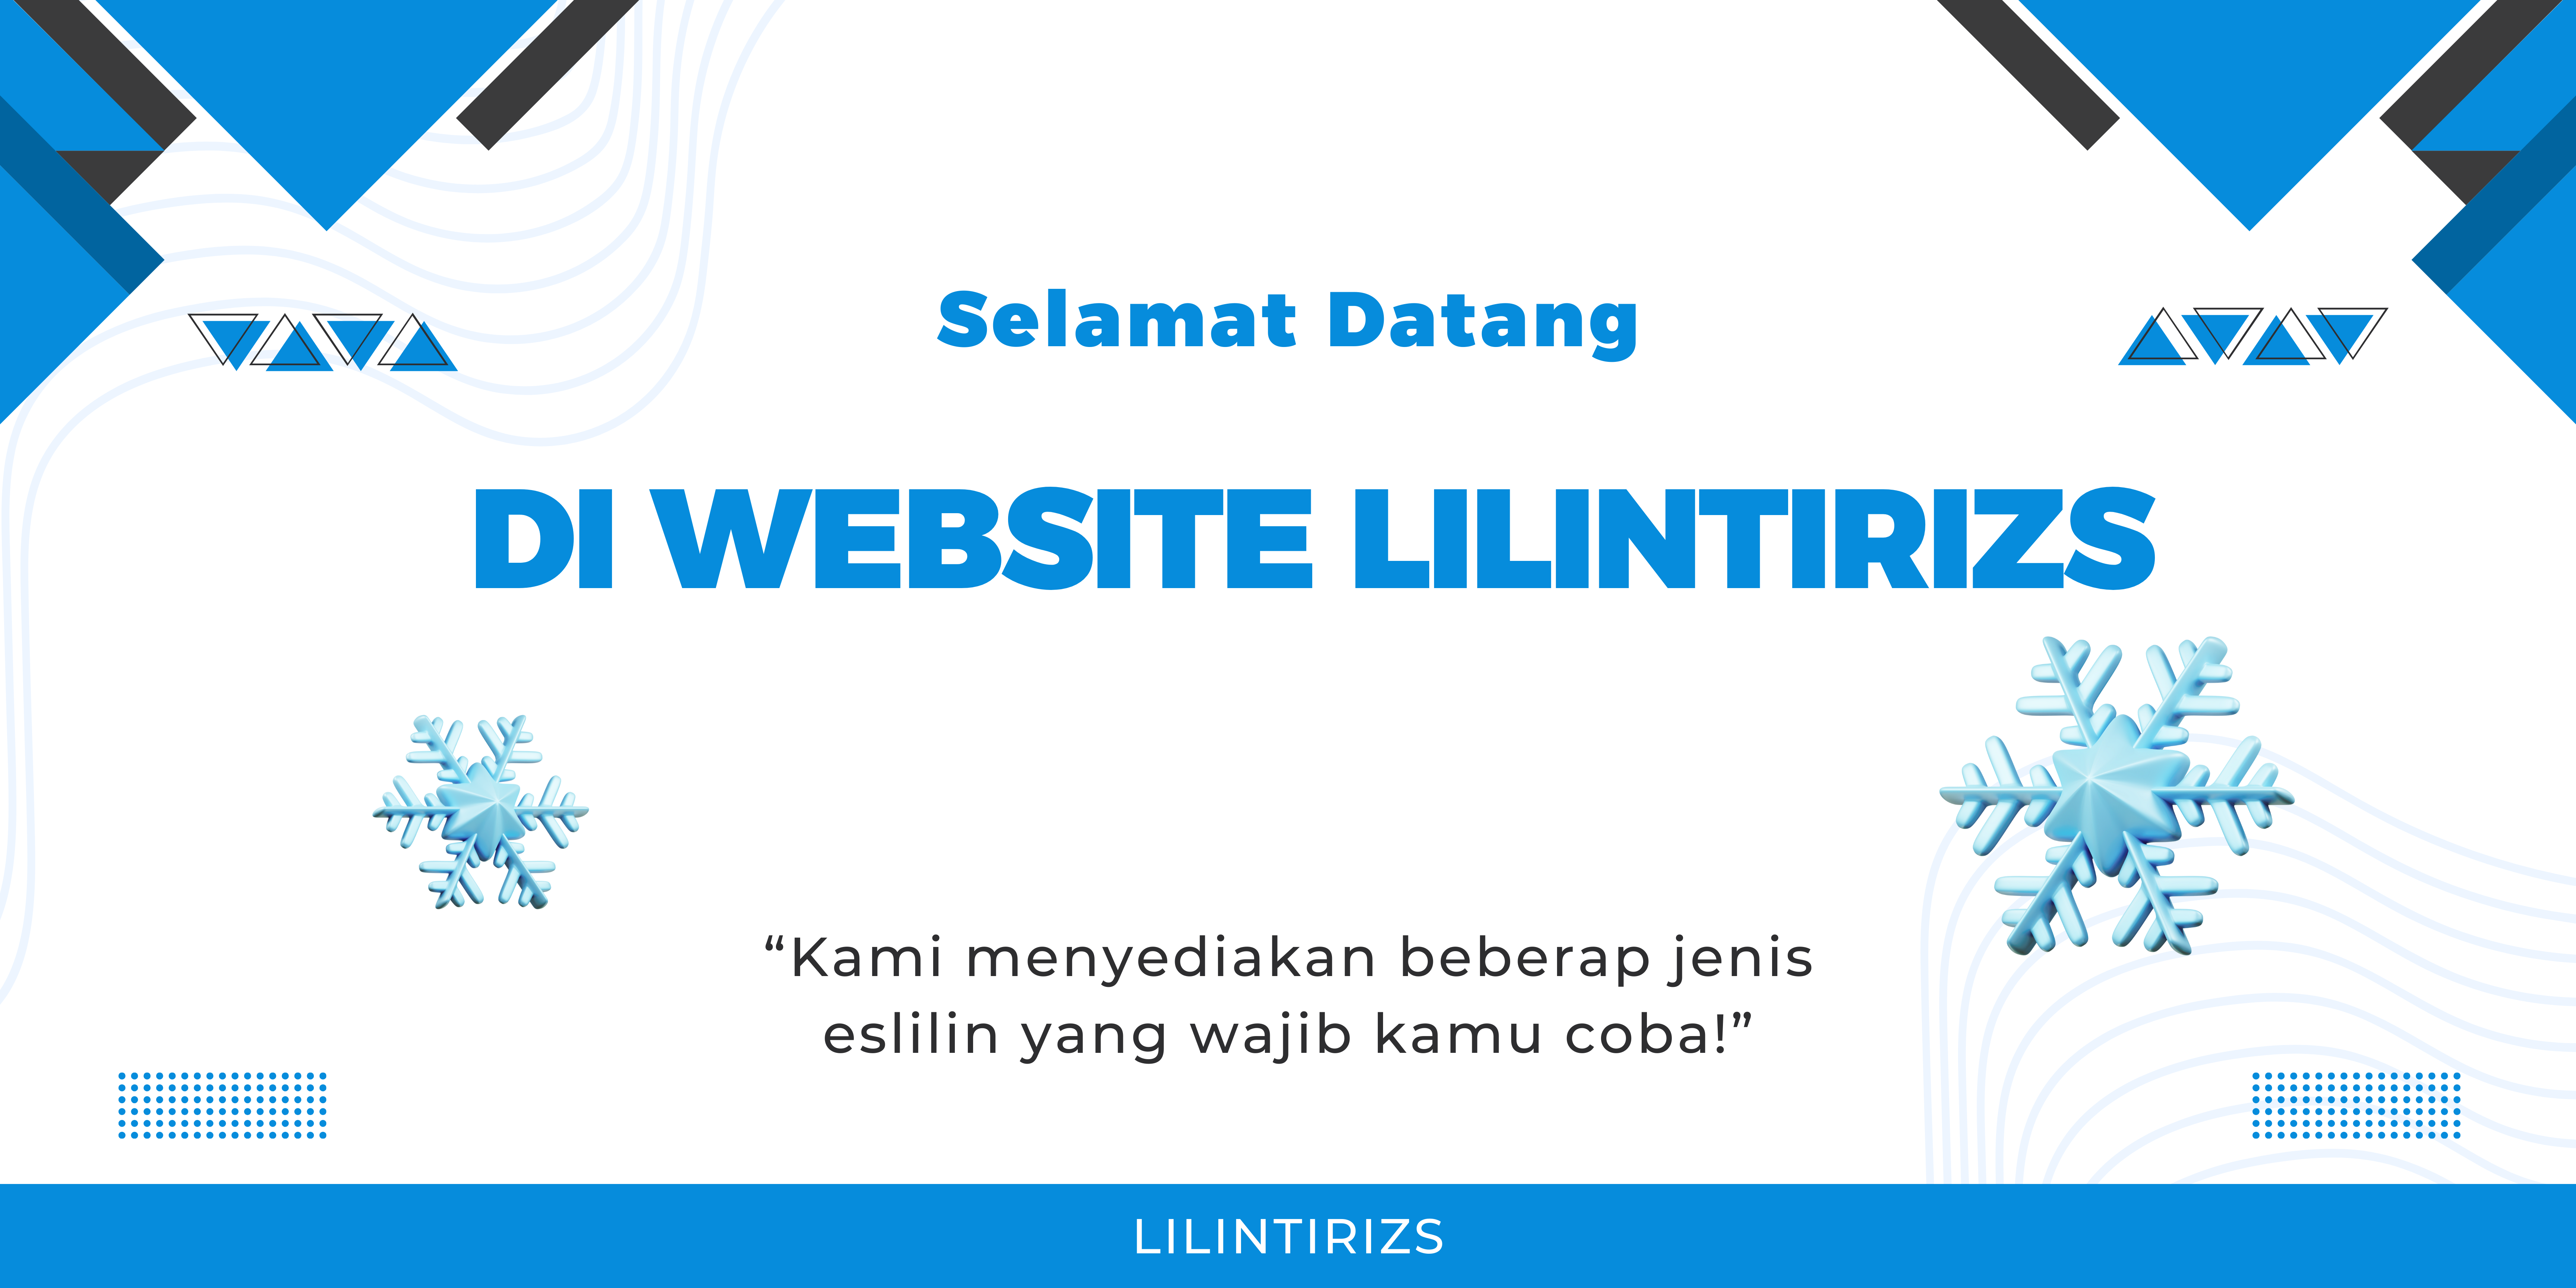 Selamat Datang
DI WEBSITE LILINTIRIZS
“Kami menyediakan beberap jenis
eslilin yang wajib kamu coba!”
LILINTIRIZS